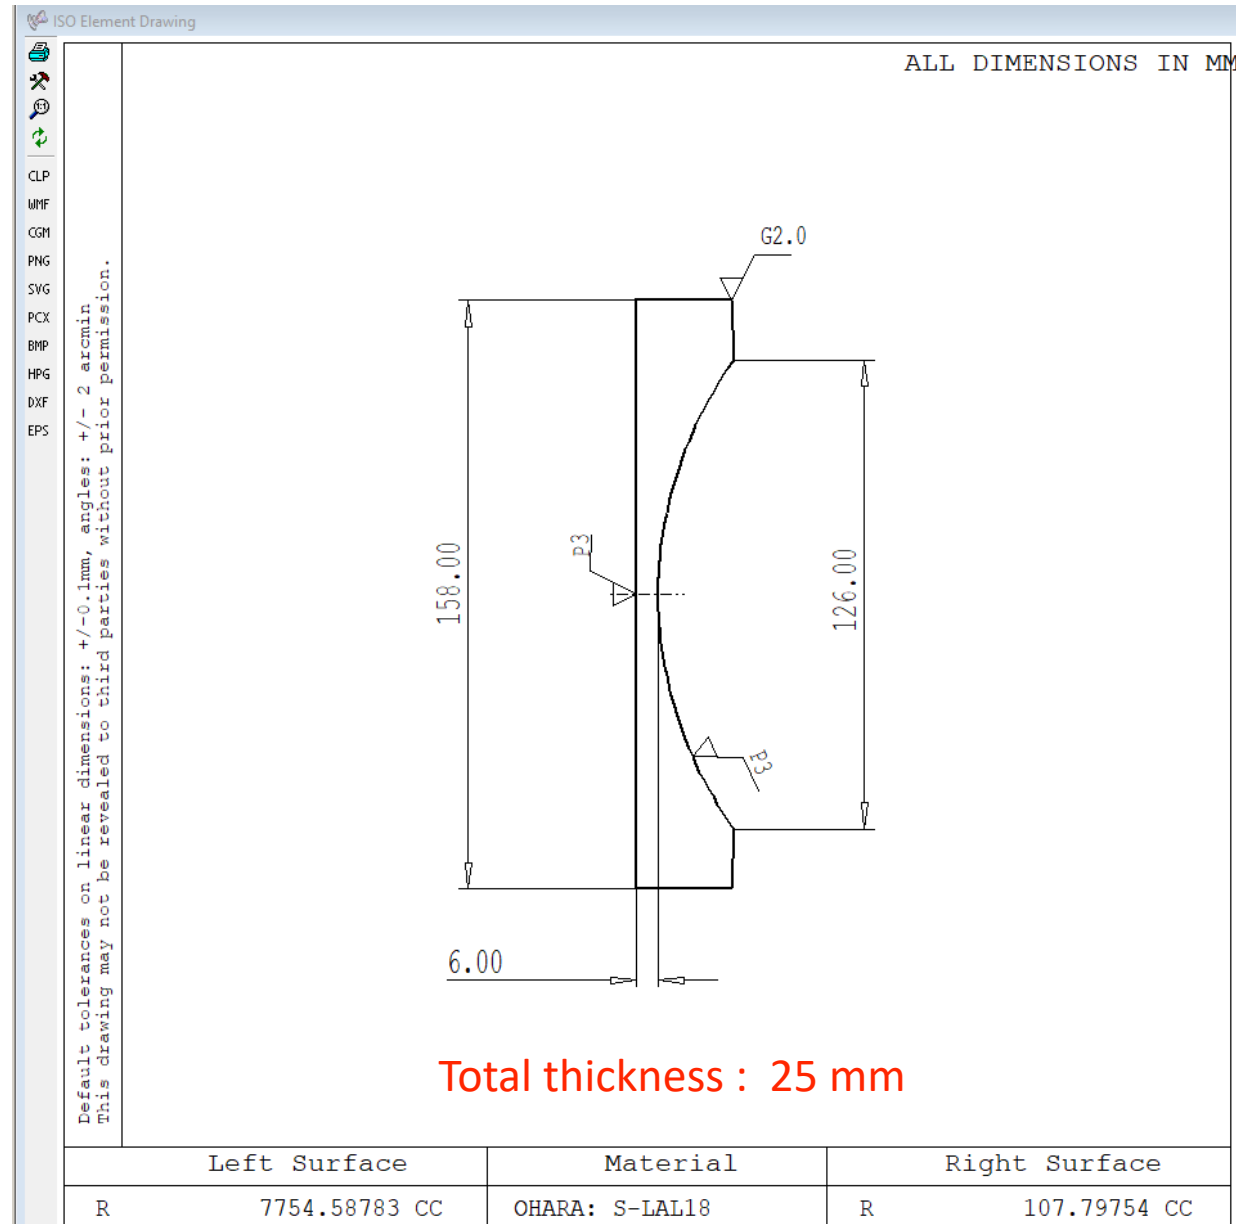 ISO Element Drawing
ALL DIMENSIONS IN MM
CLP
WMF
CGM
PNG
SVG
PCX
BMP
HPG
DXF
EPS
Default tolerances on linear dimensions: +/-0.1mm, angles: +/- 2 arcmin
This drawing may not be revealed to third parties without prior permission.
G2.0
158.00
P3
126.00
P3
6.00
Total thickness : 25 mm
Left Surface Material Right Surface
R 7754.58783 CC OHARA: S-LAL18 R 107.79754 CC